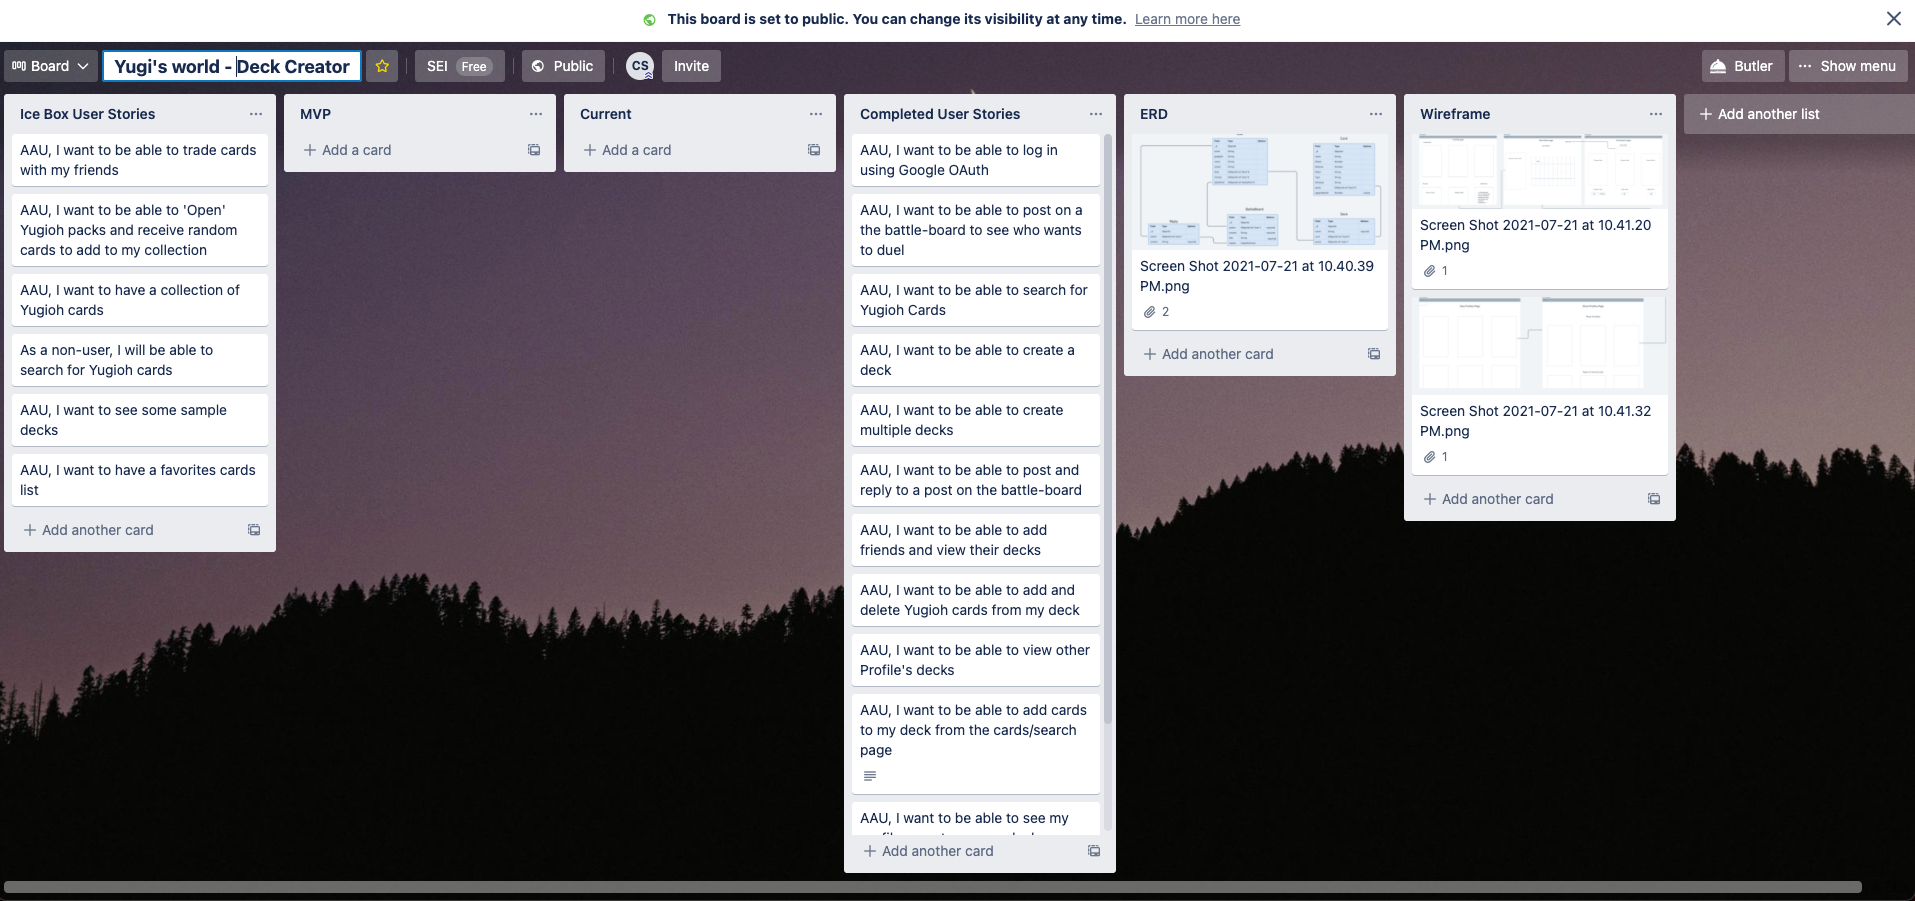 This board is set to public. You can change its visibility at any time. Learn more here
Board
Yugi's world - Deck Creator
SEI Free
Public
CS
Invite
Butler
Show menu
Ice Box User Stories
AAU, I want to be able to trade cards
with my friends
AAU, I want to be able to 'Open'
Yugioh packs and receive random
cards to add to my collection
AAU, I want to have a collection of
Yugioh cards
As a non-user, I will be able to
search for Yugioh cards
AAU, I want to see some sample
decks
AAU, I want to have a favorites cards
list
Add another card
MVP
Add a card
Current
Add a card
Completed User Stories
AAU, I want to be able to log in
using Google OAuth
AAU, I want to be able to post on a
the battle-board to see who wants
to duel
AAU, I want to be able to search for
Yugioh Cards
AAU, I want to be able to create a
deck
AAU, I want to be able to create
multiple decks
AAU, I want to be able to post and
reply to a post on the battle-board
AAU, I want to be able to add
friends and view their decks
AAU, I want to be able to add and
delete Yugioh cards from my deck
AAU, I want to be able to view other
Profile's decks
AAU, I want to be able to add cards
to my deck from the cards/search
page
AAU, I want to be able to see my
Add another card
ERD
Screen Shot 2021-07-21 at 10.40.39
PM.png
2
Add another card
Wireframe
Screen Shot 2021-07-21 at 10.41.20
PM.png
1
Screen Shot 2021-07-21 at 10.41.32
PM.png
1
Add another card
Add another list